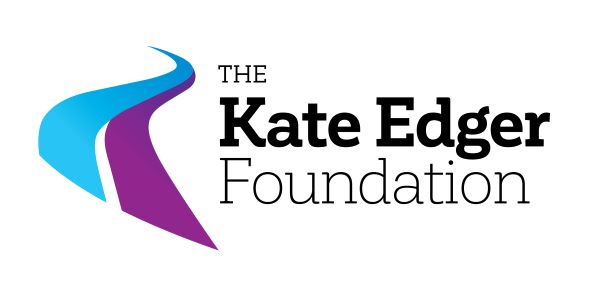 THE
Kate Edger
Foundation